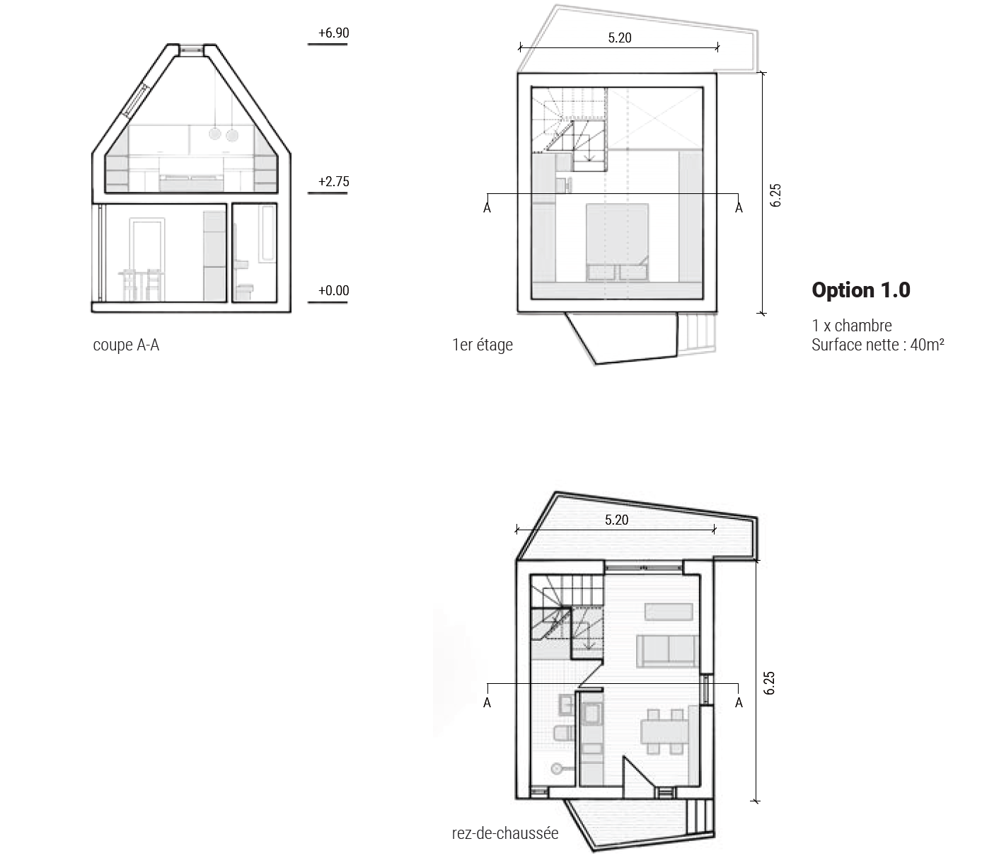 +6.90
+2.75
+0.00
coupe A-A
5.20
6.25
A
A
1er étage
Option 1.0
1 x chambre
Surface nette : 40m²
5.20
6.25
A
A
rez-de-chaussée